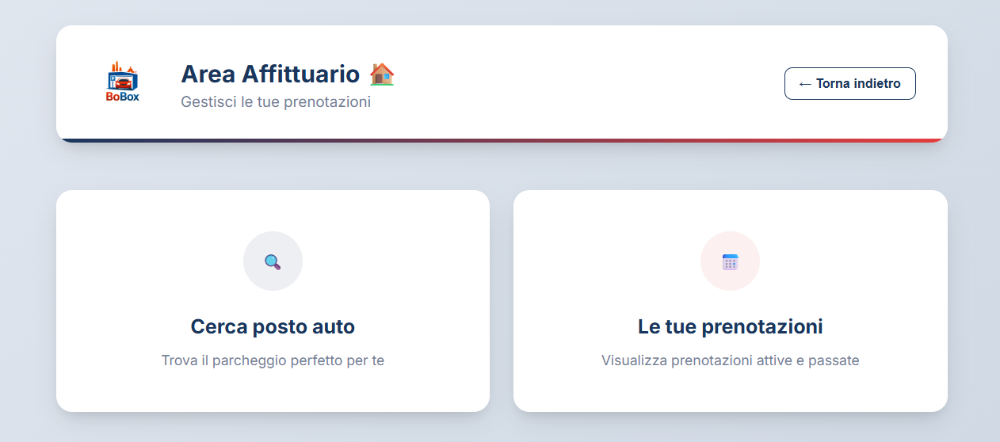 BoBox
Area Affittuario
Gestisci le tue prenotazioni
← Torna indietro
Cerca posto auto
Trova il parcheggio perfetto per te
Le tue prenotazioni
Visualizza prenotazioni attive e passate